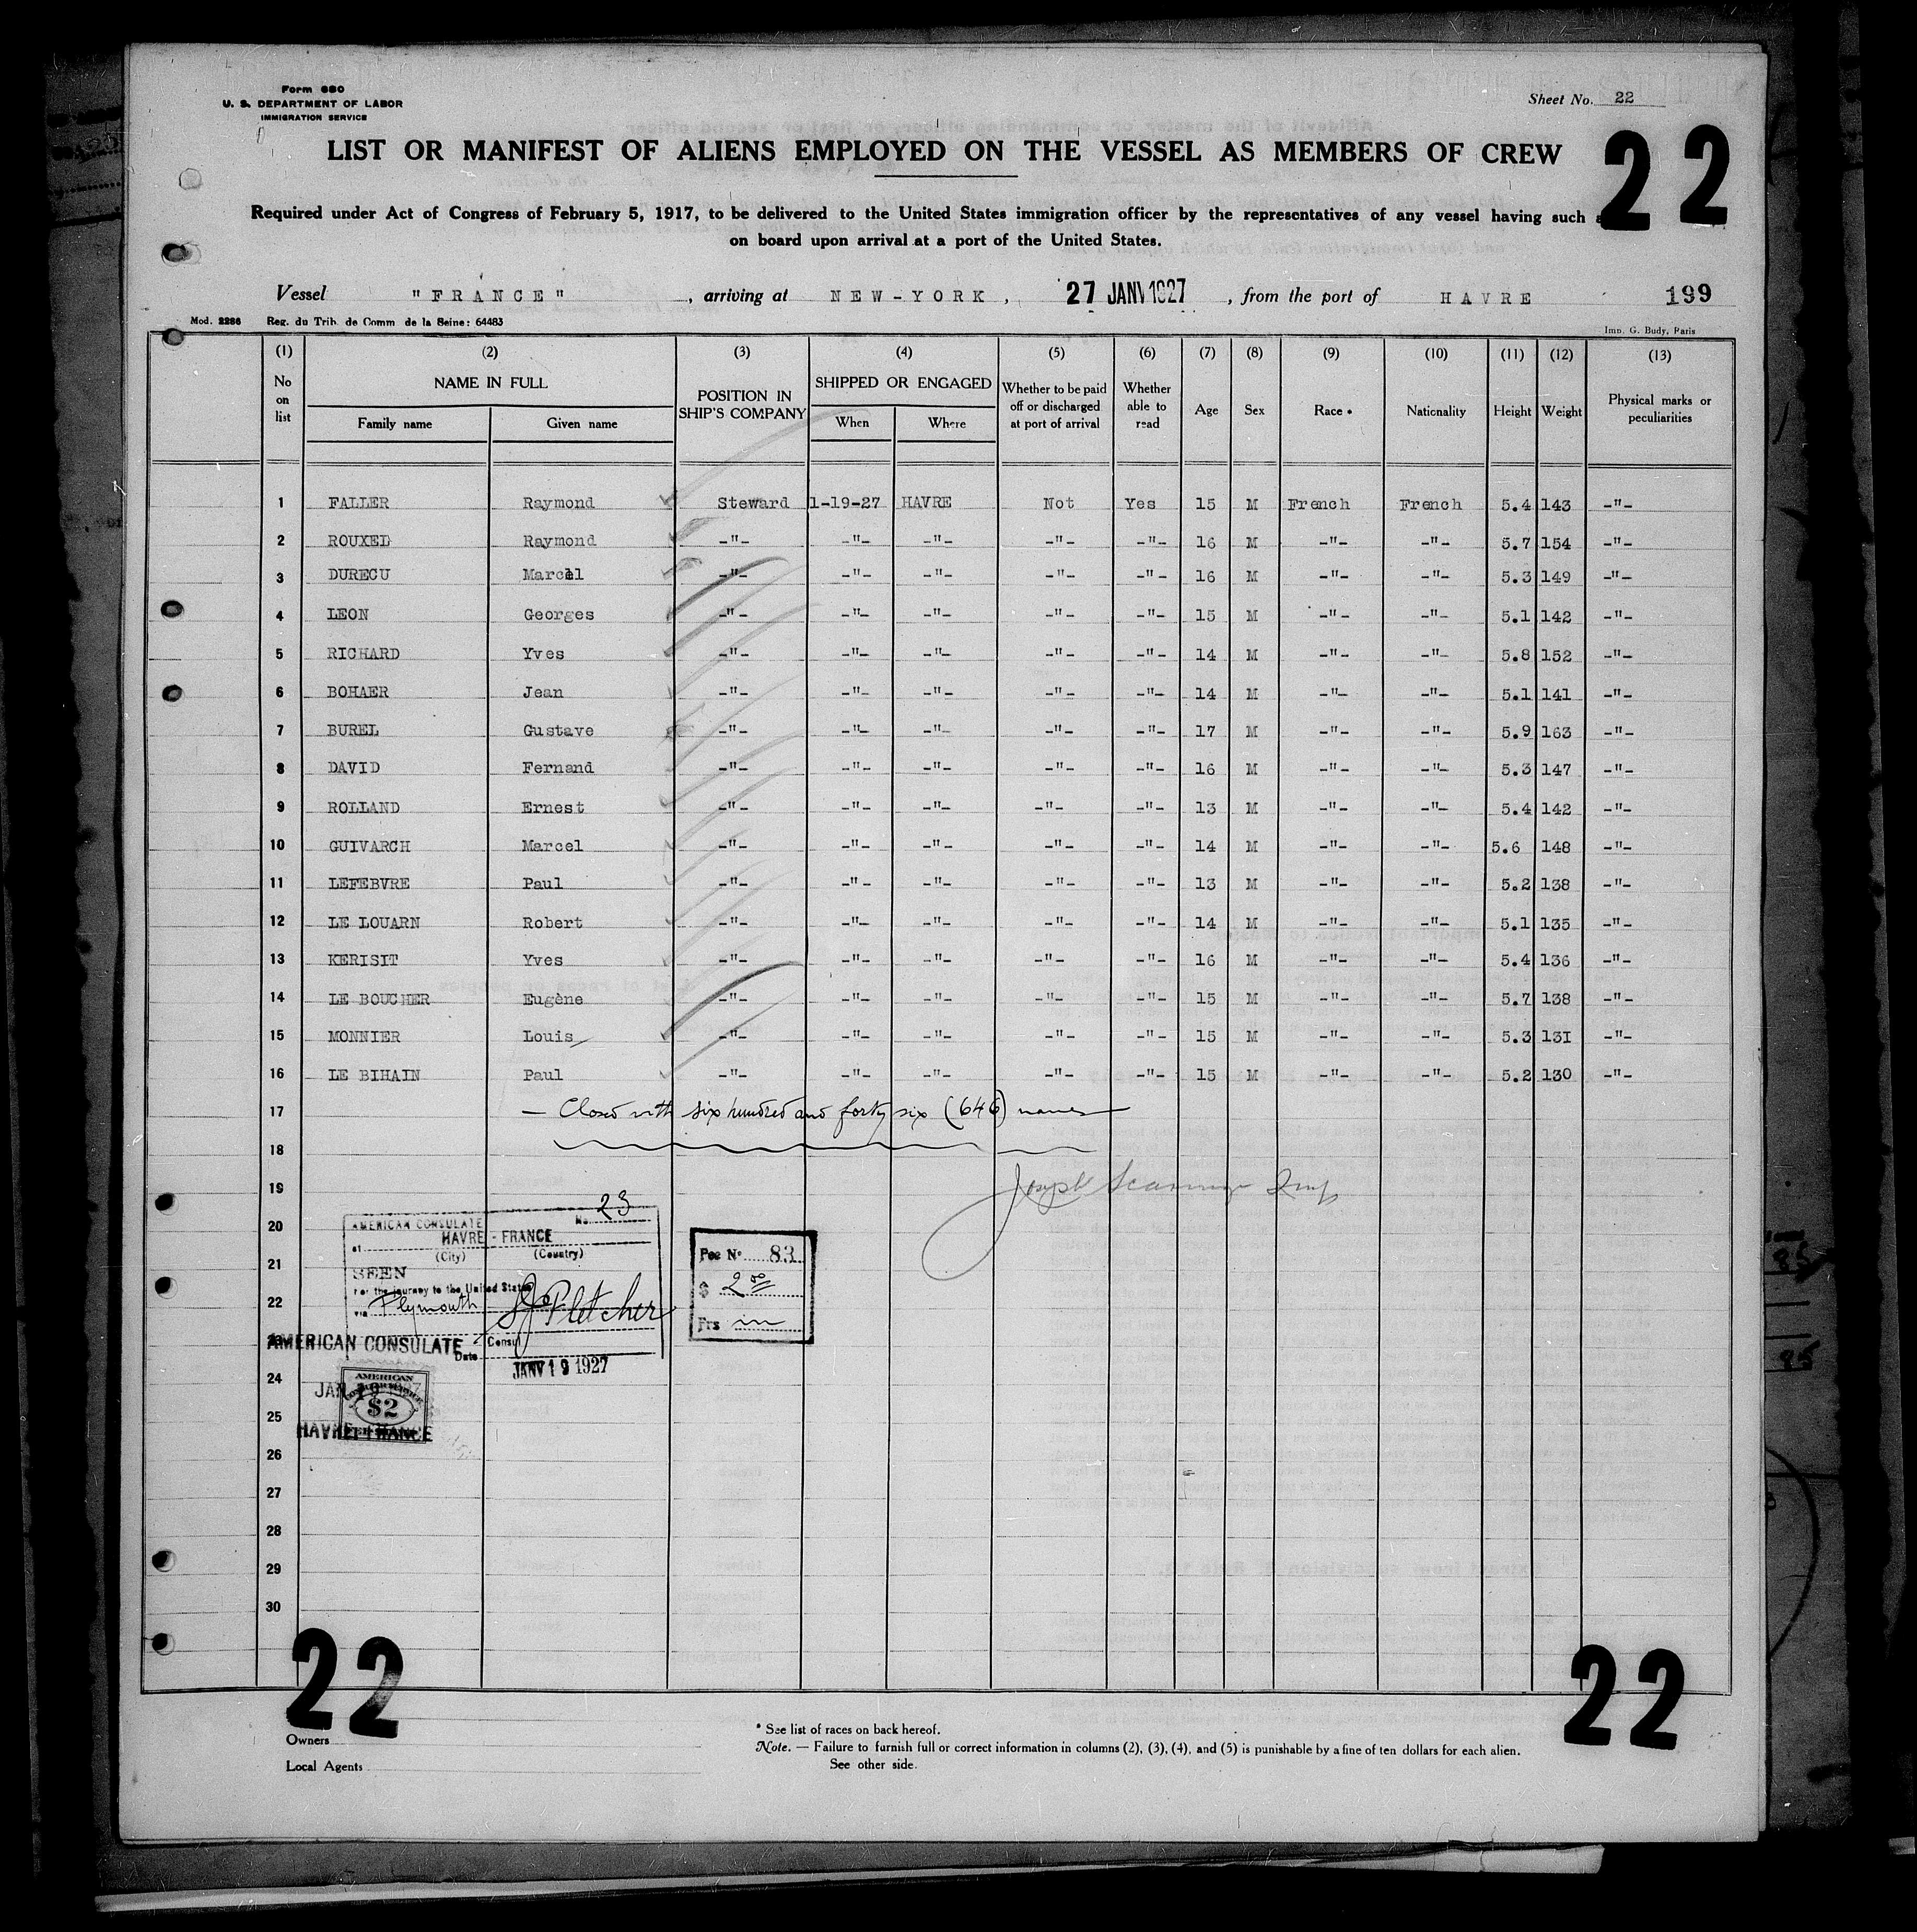 Form 680
U. S. DEPARTMENT OF LABOR
IMMIGRATION SERVICE
Sheet No. 22
LIST OR MANIFEST OF ALIENS EMPLOYED ON THE VESSEL AS MEMBERS OF CREW
22
Required under Act of Congress of February 5, 1917, to be delivered to the United States immigration officer by the representatives of any vessel having such
on board upon arrival at a port of the United States.
Vessel "FRANCE", arriving at NEW-YORK, 27 JANV 1927, from the port of HAVRE 199
Mod. 2286 Reg. du Trib. de Comm de la Seine: 64483 Imp. G. Budy, Paris
(1) (2) (3) (4) (5) (6) (7) (8) (9) (10) (11) (12) (13)
No on list NAME IN FULL Family name Given name POSITION IN SHIP'S COMPANY SHIPPED OR ENGAGED When Where Whether to be paid off or discharged at port of arrival Whether able to read Age Sex Race * Nationality Height Weight Physical marks or peculiarities
1 FALLER Raymond Steward 1-19-27 HAVRE Not Yes 15 M French French 5.4 143 -"-
2 ROUXEL Raymond -"- -"- -"- -"- -"- 16 M -"- -"- 5.7 154 -"-
3 DURECU Marcel -"- -"- -"- -"- -"- 16 M -"- -"- 5.3 149 -"-
4 LEON Georges -"- -"- -"- -"- -"- 15 M -"- -"- 5.1 142 -"-
5 RICHARD Yves -"- -"- -"- -"- -"- 14 M -"- -"- 5.8 152 -"-
6 BOHAER Jean -"- -"- -"- -"- -"- 14 M -"- -"- 5.1 141 -"-
7 BUREL Gustave -"- -"- -"- -"- -"- 17 M -"- -"- 5.9 163 -"-
8 DAVID Fernand -"- -"- -"- -"- -"- 16 M -"- -"- 5.3 147 -"-
9 ROLLAND Ernest -"- -"- -"- -"- -"- 13 M -"- -"- 5.4 142 -"-
10 GUIVARCH Marcel -"- -"- -"- -"- -"- 14 M -"- -"- 5.6 148 -"-
11 LEFEBVRE Paul -"- -"- -"- -"- -"- 13 M -"- -"- 5.2 138 -"-
12 LE LOUARN Robert -"- -"- -"- -"- -"- 14 M -"- -"- 5.1 135 -"-
13 KERISIT Yves -"- -"- -"- -"- -"- 16 M -"- -"- 5.4 136 -"-
14 LE BOUCHER Eugène -"- -"- -"- -"- -"- 15 M -"- -"- 5.7 138 -"-
15 MONNIER Louis -"- -"- -"- -"- -"- 15 M -"- -"- 5.3 131 -"-
16 LE BIHAIN Paul -"- -"- -"- -"- -"- 15 M -"- -"- 5.2 130 -"-
17 — Closed with six hundred and forty six (646) names —
18
19 Joseph
20
21
22
24
25
26
27
28
29
30
AMERICAN CONSULATE No. 23
at HAVRE - FRANCE
(City) (Country)
SEEN
For the journey to the United States
via Plymouth
Pletcher
Consul
AMERICAN CONSULATE
Date JANV 19 1927
Fee No 83
$ 2.00
Frs
JAN 19
AMERICAN
$2
HAVRE, FRANCE
22
22
Owners
Local Agents
* See list of races on back hereof.
Note. — Failure to furnish full or correct information in columns (2), (3), (4), and (5) is punishable by a fine of ten dollars for each alien.
See other side.